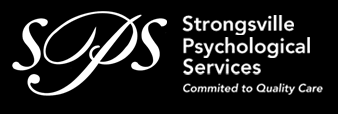 SPS
Strongsville
Psychological
Services
Commited to Quality Care